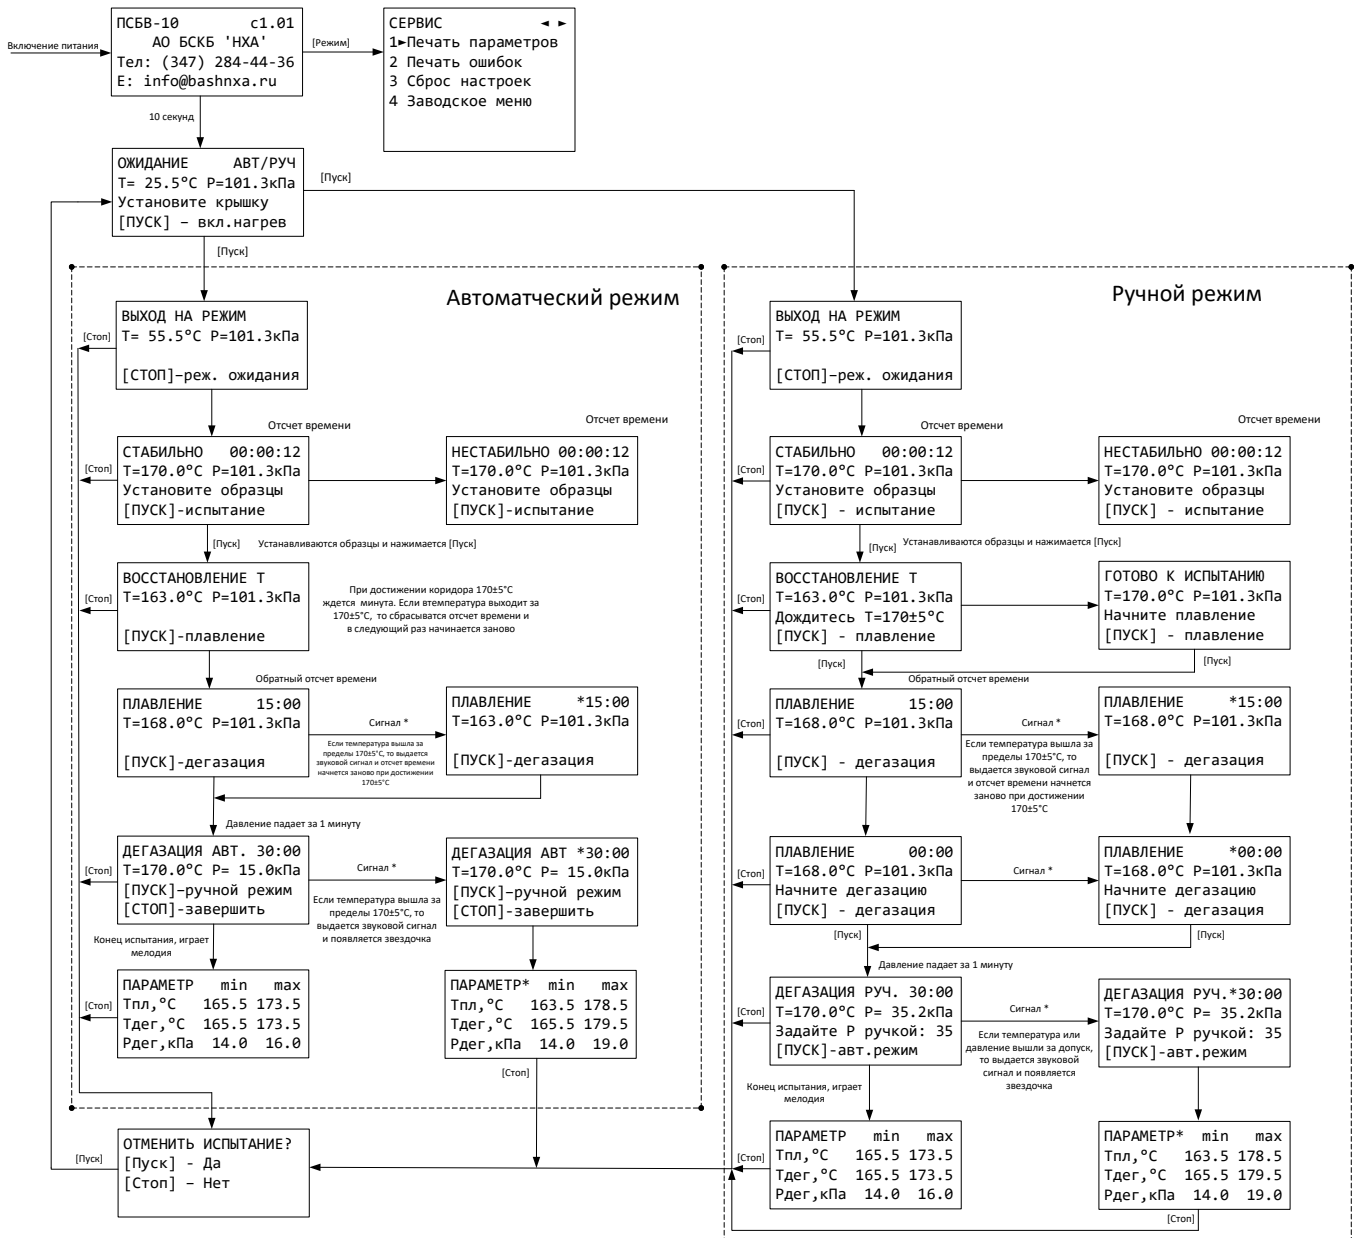 Включение питания
ПСБВ-10 с1.01
АО БСКБ 'НХА'
Тел: (347) 284-44-36
E: info@bashnxa.ru
[Режим]
СЕРВИС ◄ ►
1►Печать параметров
2 Печать ошибок
3 Сброс настроек
4 Заводское меню
10 секунд
ОЖИДАНИЕ АВТ/РУЧ
T= 25.5°C P=101.3кПа
Установите крышку
[ПУСК] – вкл.нагрев
[Пуск]
[Пуск]
Автоматческий режим
ВЫХОД НА РЕЖИМ
T= 55.5°C P=101.3кПа
[СТОП]–реж. ожидания
[Стоп]
Отсчет времени
Отсчет времени
СТАБИЛЬНО 00:00:12
T=170.0°C P=101.3кПа
Установите образцы
[ПУСК]-испытание
[Стоп]
НЕСТАБИЛЬНО 00:00:12
T=170.0°C P=101.3кПа
Установите образцы
[ПУСК]-испытание
[Пуск]
Устанавливаются образцы и нажимается [Пуск]
ВОССТАНОВЛЕНИЕ Т
T=163.0°C P=101.3кПа
[ПУСК]-плавление
[Стоп]
При достижении коридора 170±5°С
ждется минута. Если втемпература выходит за
170±5°С, то сбрасыватся отсчет времени и
в следующий раз начинается заново
Обратный отсчет времени
ПЛАВЛЕНИЕ 15:00
T=168.0°C P=101.3кПа
[ПУСК]-дегазация
Сигнал *
Если температура вышла за
пределы 170±5°С, то выдается
звуковой сигнал и отсчет времени
начнется заново при достижении
170±5°С
ПЛАВЛЕНИЕ *15:00
T=163.0°C P=101.3кПа
[ПУСК]-дегазация
Давление падает за 1 минуту
ДЕГАЗАЦИЯ АВТ. 30:00
T=170.0°C P= 15.0кПа
[ПУСК]–ручной режим
[СТОП]-завершить
[Стоп]
Сигнал *
Если температура вышла за
пределы 170±5°С, то
выдается звуковой сигнал
и появляется звездочка
ДЕГАЗАЦИЯ АВТ *30:00
T=170.0°C P= 15.0кПа
[ПУСК]–ручной режим
[СТОП]-завершить
Конец испытания, играет
мелодия
ПАРАМЕТР min max
Тпл,°С 165.5 173.5
Тдег,°С 165.5 173.5
Рдег,кПа 14.0 16.0
[Стоп]
ПАРАМЕТР* min max
Тпл,°С 163.5 178.5
Тдег,°С 165.5 179.5
Рдег,кПа 14.0 19.0
[Стоп]
ОТМЕНИТЬ ИСПЫТАНИЕ?
[Пуск] - Да
[Стоп] – Нет
[Пуск]
Ручной режим
ВЫХОД НА РЕЖИМ
T= 55.5°C P=101.3кПа
[СТОП]–реж. ожидания
[Стоп]
Отсчет времени
Отсчет времени
СТАБИЛЬНО 00:00:12
T=170.0°C P=101.3кПа
Установите образцы
[ПУСК] - испытание
[Стоп]
НЕСТАБИЛЬНО 00:00:12
T=170.0°C P=101.3кПа
Установите образцы
[ПУСК] - испытание
[Пуск]
Устанавливаются образцы и нажимается [Пуск]
ВОССТАНОВЛЕНИЕ Т
T=163.0°C P=101.3кПа
Дождитесь Т=170±5°С
[ПУСК] - плавление
[Стоп]
ГОТОВО К ИСПЫТАНИЮ
T=170.0°C P=101.3кПа
Начните плавление
[ПУСК] - плавление
[Пуск]
[Пуск]
Обратный отсчет времени
ПЛАВЛЕНИЕ 15:00
T=168.0°C P=101.3кПа
[ПУСК] - дегазация
[Стоп]
Сигнал *
Если температура вышла за
пределы 170±5°С, то
выдается звуковой сигнал
и отсчет времени начнется
заново при достижении
170±5°С
ПЛАВЛЕНИЕ *15:00
T=168.0°C P=101.3кПа
[ПУСК] - дегазация
ПЛАВЛЕНИЕ 00:00
T=168.0°C P=101.3кПа
Начните дегазацию
[ПУСК] - дегазация
[Стоп]
Сигнал *
ПЛАВЛЕНИЕ *00:00
T=168.0°C P=101.3кПа
Начните дегазацию
[ПУСК] - дегазация
[Пуск]
[Пуск]
Давление падает за 1 минуту
ДЕГАЗАЦИЯ РУЧ. 30:00
T=170.0°C P= 35.2кПа
Задайте Р ручкой: 35
[ПУСК]-авт.режим
[Стоп]
Сигнал *
Если температура или
давление вышли за допуск,
то выдается звуковой
сигнал и появляется
звездочка
ДЕГАЗАЦИЯ РУЧ.*30:00
T=170.0°C P= 35.2кПа
Задайте Р ручкой: 35
[ПУСК]-авт.режим
Конец испытания, играет
мелодия
ПАРАМЕТР min max
Тпл,°С 165.5 173.5
Тдег,°С 165.5 173.5
Рдег,кПа 14.0 16.0
[Стоп]
ПАРАМЕТР* min max
Тпл,°С 163.5 178.5
Тдег,°С 165.5 179.5
Рдег,кПа 14.0 19.0
[Стоп]